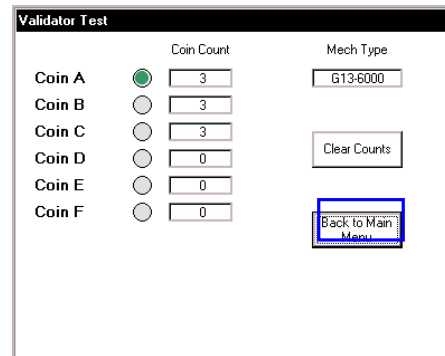 Validator Test
Coin Count Mech Type
Coin A 3 G13-6000
Coin B 3
Coin C 3
Clear Counts
Coin D 0
Coin E 0
Coin F 0
Back to Main
Menu